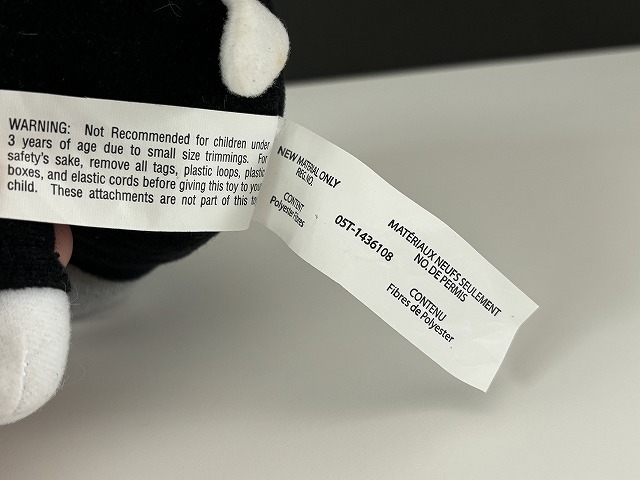 WARNING: Not Recommended for children under
3 years of age due to small size trimmings. For
safety's sake, remove all tags, plastic loops, plastic
boxes, and elastic cords before giving this toy to your
child. These attachments are not part of this
NEW MATERIAL ONLY
REG. NO.
CONTENT
Polyester Fibres
05T-1436108
MATÉRIAUX NEUFS SEULEMENT
NO. DE PERMIS
CONTENU
Fibres de Polyester